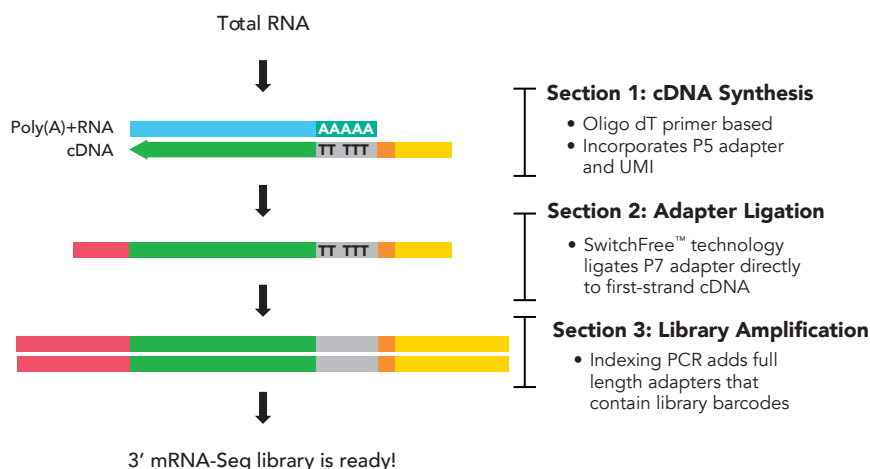 Total RNA
Section 1: cDNA Synthesis
Poly(A)+RNA
AAAAA
cDNA
TT TTT
• Oligo dT primer based
• Incorporates P5 adapter
and UMI
Section 2: Adapter Ligation
TT TTT
• SwitchFree™ technology
ligates P7 adapter directly
to first-strand cDNA
Section 3: Library Amplification
• Indexing PCR adds full
length adapters that
contain library barcodes
3’ mRNA-Seq library is ready!